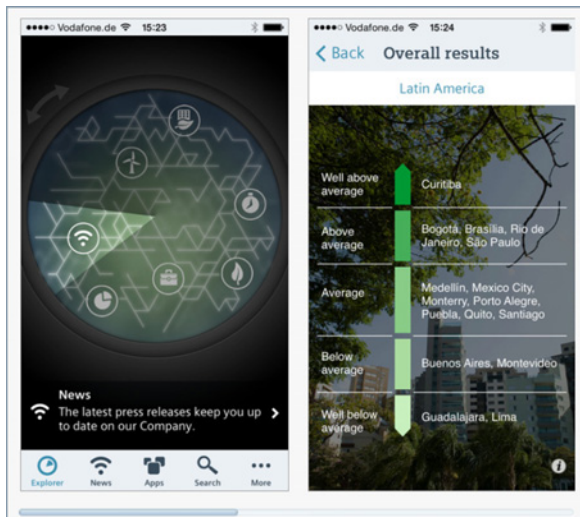 Vodafone.de 15:23
News
The latest press releases keep you up
to date on our Company.
Explorer News Apps Search More
Vodafone.de 15:24
Back Overall results
Latin America
Well above
average
Curitiba
Above
average
Bogotá, Brasília, Rio de
Janeiro, São Paulo
Average
Medellín, Mexico City,
Monterry, Porto Alegre,
Puebla, Quito, Santiago
Below
average
Buenos Aires, Montevideo
Well below
average
Guadalajara, Lima